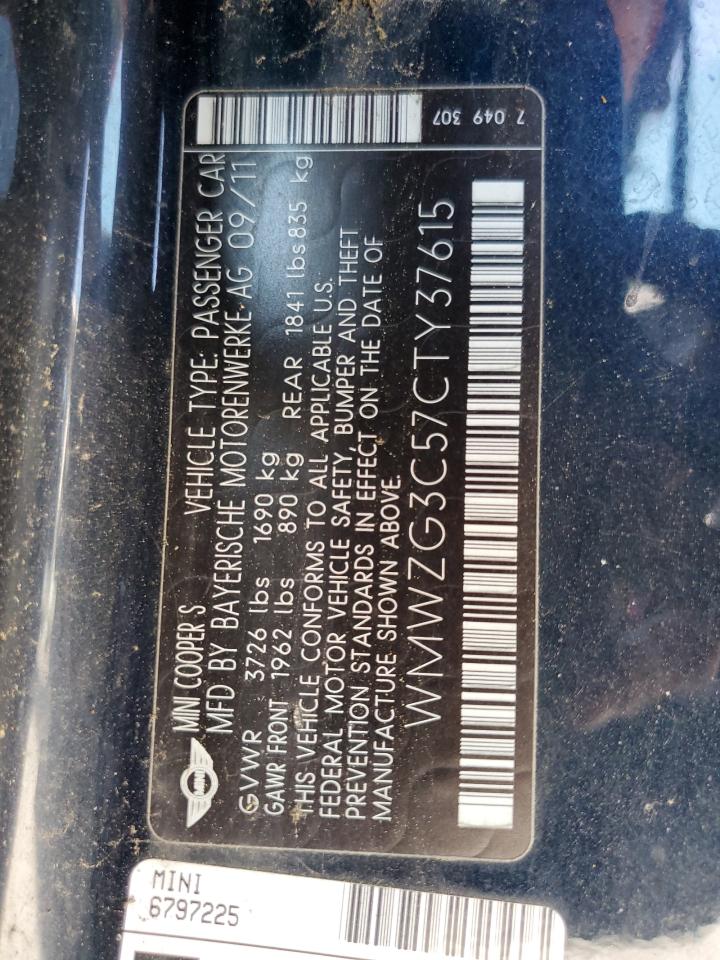 MINI COOPER S VEHICLE TYPE: PASSENGER CAR
MFD BY BAYERISCHE MOTORENWERKE AG 09/11
GVWR 3726 lbs 1690 kg
GAWR FRONT 1962 lbs 890 kg REAR 1841 lbs 835 kg
THIS VEHICLE CONFORMS TO ALL APPLICABLE U.S.
FEDERAL MOTOR VEHICLE SAFETY, BUMPER AND THEFT
PREVENTION STANDARDS IN EFFECT ON THE DATE OF
MANUFACTURE SHOWN ABOVE.
WMWZG3C57CTY37615
7 049 307
MINI
MINI
6797225